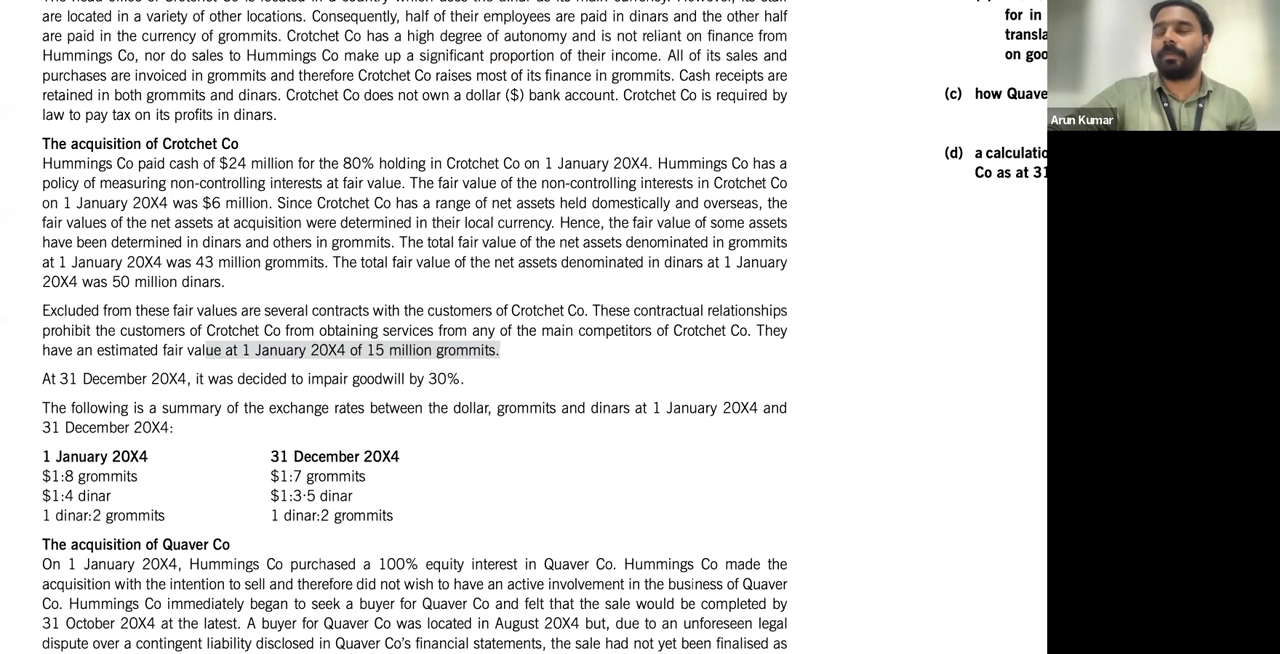 are located in a variety of other locations. Consequently, half of their employees are paid in dinars and the other half
are paid in the currency of grommits. Crotchet Co has a high degree of autonomy and is not reliant on finance from
Hummings Co, nor do sales to Hummings Co make up a significant proportion of their income. All of its sales and
purchases are invoiced in grommits and therefore Crotchet Co raises most of its finance in grommits. Cash receipts are
retained in both grommits and dinars. Crotchet Co does not own a dollar ($) bank account. Crotchet Co is required by
law to pay tax on its profits in dinars.
The acquisition of Crotchet Co
Hummings Co paid cash of $24 million for the 80% holding in Crotchet Co on 1 January 20X4. Hummings Co has a
policy of measuring non-controlling interests at fair value. The fair value of the non-controlling interests in Crotchet Co
on 1 January 20X4 was $6 million. Since Crotchet Co has a range of net assets held domestically and overseas, the
fair values of the net assets at acquisition were determined in their local currency. Hence, the fair value of some assets
have been determined in dinars and others in grommits. The total fair value of the net assets denominated in grommits
at 1 January 20X4 was 43 million grommits. The total fair value of the net assets denominated in dinars at 1 January
20X4 was 50 million dinars.
Excluded from these fair values are several contracts with the customers of Crotchet Co. These contractual relationships
prohibit the customers of Crotchet Co from obtaining services from any of the main competitors of Crotchet Co. They
have an estimated fair value at 1 January 20X4 of 15 million grommits.
At 31 December 20X4, it was decided to impair goodwill by 30%.
The following is a summary of the exchange rates between the dollar, grommits and dinars at 1 January 20X4 and
31 December 20X4:
1 January 20X4 31 December 20X4
$1:8 grommits $1:7 grommits
$1:4 dinar $1:3·5 dinar
1 dinar:2 grommits 1 dinar:2 grommits
The acquisition of Quaver Co
On 1 January 20X4, Hummings Co purchased a 100% equity interest in Quaver Co. Hummings Co made the
acquisition with the intention to sell and therefore did not wish to have an active involvement in the business of Quaver
Co. Hummings Co immediately began to seek a buyer for Quaver Co and felt that the sale would be completed by
31 October 20X4 at the latest. A buyer for Quaver Co was located in August 20X4 but, due to an unforeseen legal
dispute over a contingent liability disclosed in Quaver Co's financial statements, the sale had not yet been finalised as
for in
transla
on goo
(c) how Quave
(d) a calculatio
Co as at 31
Arun Kumar